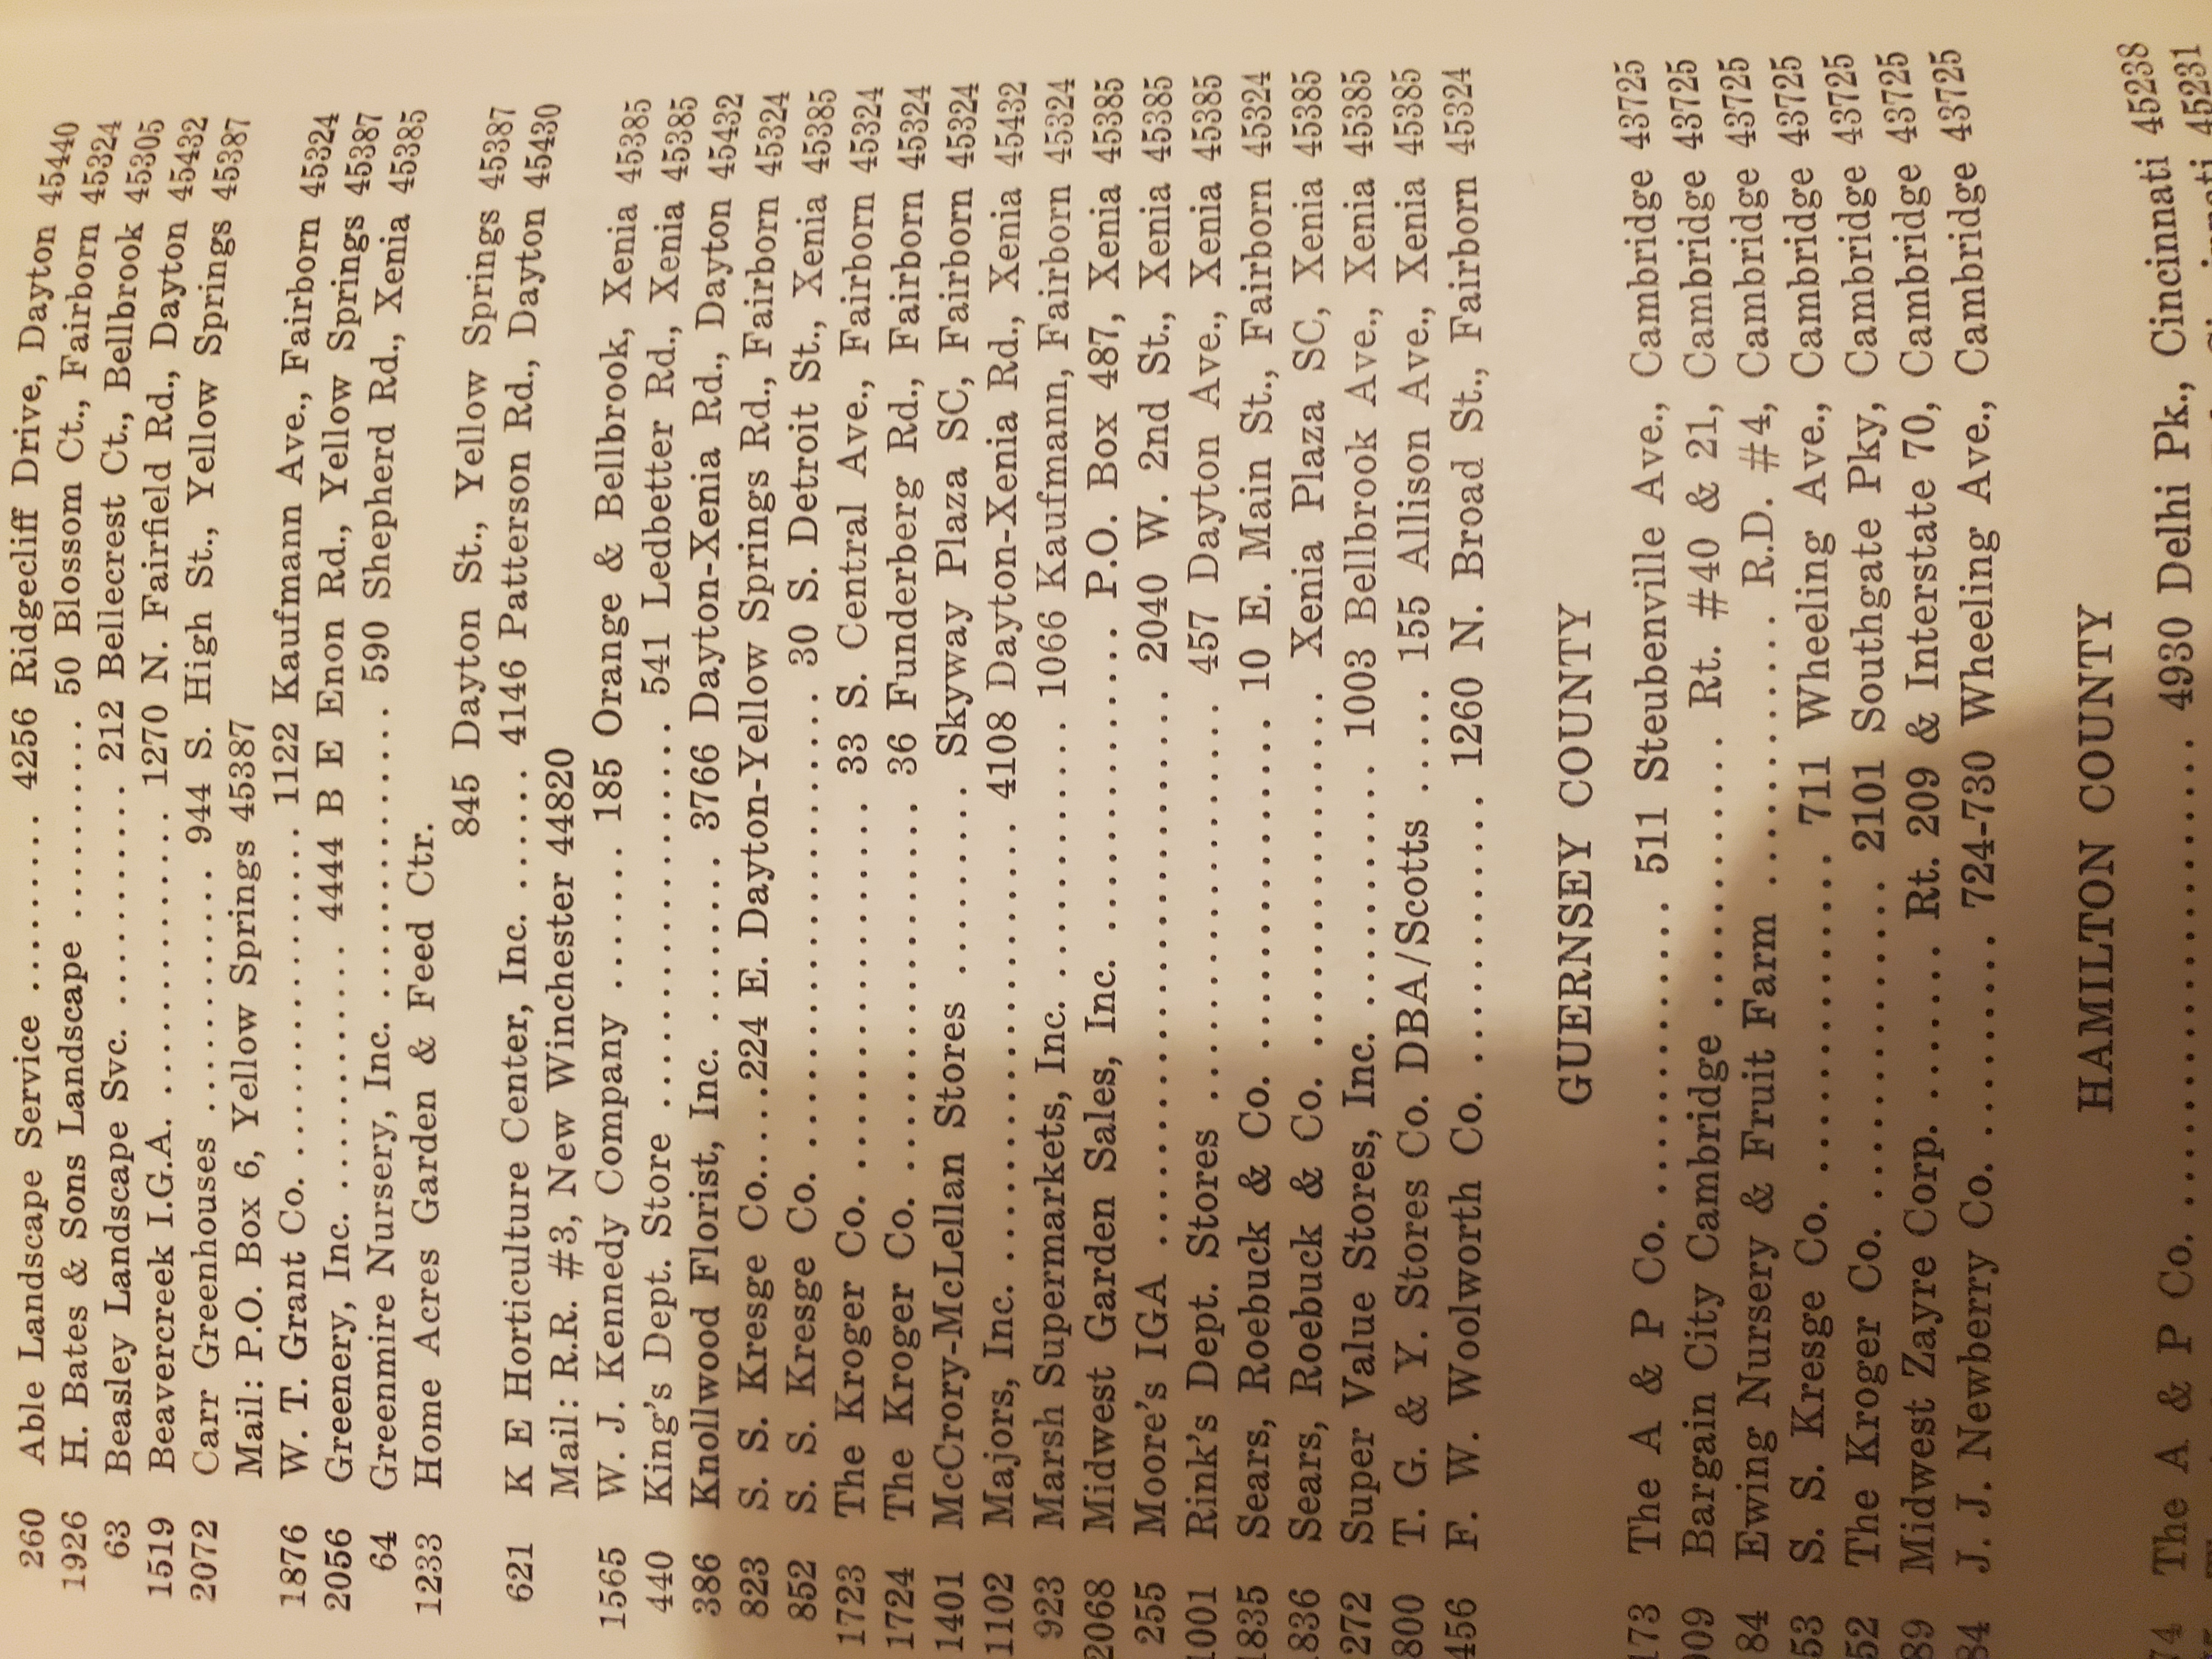 260 Able Landscape Service ........ 4256 Ridgecliff Drive, Dayton 45440
1926 H. Bates & Sons Landscape .......... 50 Blossom Ct., Fairborn 45324
63 Beasley Landscape Svc. ............. 212 Bellecrest Ct., Bellbrook 45305
1519 Beavercreek I.G.A. ................. 1270 N. Fairfield Rd., Dayton 45432
2072 Carr Greenhouses ............. 944 S. High St., Yellow Springs 45387
Mail: P.O. Box 6, Yellow Springs 45387
1876 W. T. Grant Co. .................. 1122 Kaufmann Ave., Fairborn 45324
2056 Greenery, Inc. .............. 4444 B E Enon Rd., Yellow Springs 45387
64 Greenmire Nursery, Inc. ................ 590 Shepherd Rd., Xenia 45385
1233 Home Acres Garden & Feed Ctr.
845 Dayton St., Yellow Springs 45387
621 K E Horticulture Center, Inc. ....... 4146 Patterson Rd., Dayton 45430
Mail: R.R. #3, New Winchester 44820
1565 W. J. Kennedy Company ....... 185 Orange & Bellbrook, Xenia 45385
440 King's Dept. Store ..................... 541 Ledbetter Rd., Xenia 45385
386 Knollwood Florist, Inc. ......... 3766 Dayton-Xenia Rd., Dayton 45432
823 S. S. Kresge Co....224 E. Dayton-Yellow Springs Rd., Fairborn 45324
852 S. S. Kresge Co. ......................... 30 S. Detroit St., Xenia 45385
1723 The Kroger Co. .................... 33 S. Central Ave., Fairborn 45324
1724 The Kroger Co. ................... 36 Funderberg Rd., Fairborn 45324
1401 McCrory-McLellan Stores .......... Skyway Plaza SC, Fairborn 45324
1102 Majors, Inc. ...................... 4108 Dayton-Xenia Rd., Xenia 45432
923 Marsh Supermarkets, Inc. ............... 1066 Kaufmann, Fairborn 45324
2068 Midwest Garden Sales, Inc. ................ P.O. Box 487, Xenia 45385
255 Moore's IGA ............................ 2040 W. 2nd St., Xenia 45385
001 Rink's Dept. Stores .................... 457 Dayton Ave., Xenia 45385
835 Sears, Roebuck & Co. ................... 10 E. Main St., Fairborn 45324
836 Sears, Roebuck & Co. .................... Xenia Plaza SC, Xenia 45385
272 Super Value Stores, Inc. ............. 1003 Bellbrook Ave., Xenia 45385
800 T. G. & Y. Stores Co. DBA/Scotts ..... 155 Allison Ave., Xenia 45385
456 F. W. Woolworth Co. .............. 1260 N. Broad St., Fairborn 45324
GUERNSEY COUNTY
173 The A & P Co. ............... 511 Steubenville Ave., Cambridge 43725
09 Bargain City Cambridge ............... Rt. #40 & 21, Cambridge 43725
84 Ewing Nursery & Fruit Farm ............... R.D. #4, Cambridge 43725
53 S. S. Kresge Co. .................. 711 Wheeling Ave., Cambridge 43725
52 The Kroger Co. ................. 2101 Southgate Pky, Cambridge 43725
89 Midwest Zayre Corp. .......... Rt. 209 & Interstate 70, Cambridge 43725
84 J. J. Newberry Co. ............ 724-730 Wheeling Ave., Cambridge 43725
HAMILTON COUNTY
74 The A & P Co. ........................ 4930 Delhi Pk., Cincinnati 45238
45231